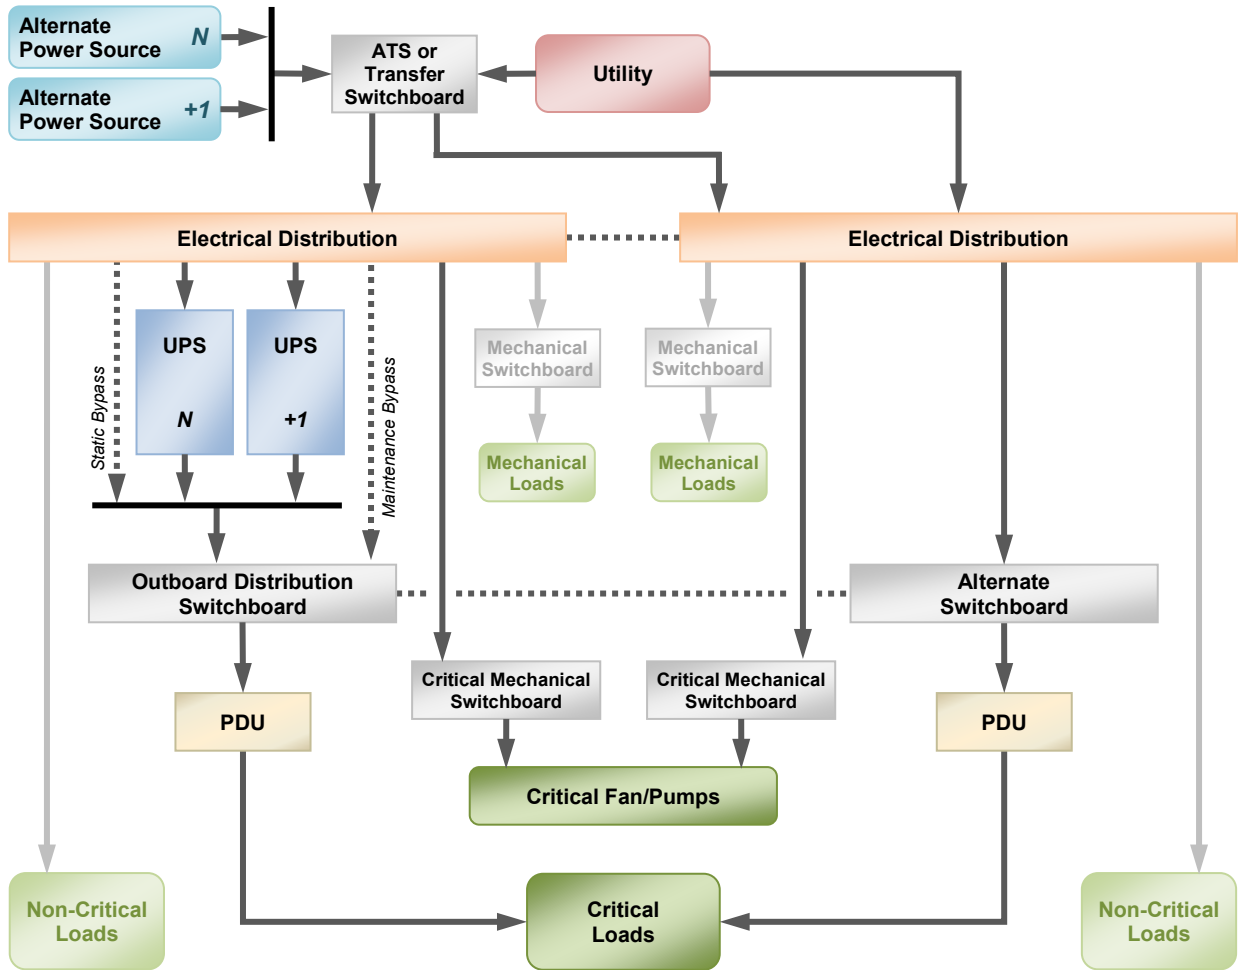 Alternate
Power Source
N
Alternate
Power Source
+1
ATS or
Transfer
Switchboard
Utility
Electrical Distribution
Electrical Distribution
Static Bypass
UPS
N
UPS
+1
Maintenance Bypass
Mechanical
Switchboard
Mechanical
Switchboard
Mechanical
Loads
Mechanical
Loads
Outboard Distribution
Switchboard
Alternate
Switchboard
Critical Mechanical
Switchboard
Critical Mechanical
Switchboard
PDU
PDU
Critical Fan/Pumps
Non-Critical
Loads
Critical
Loads
Non-Critical
Loads